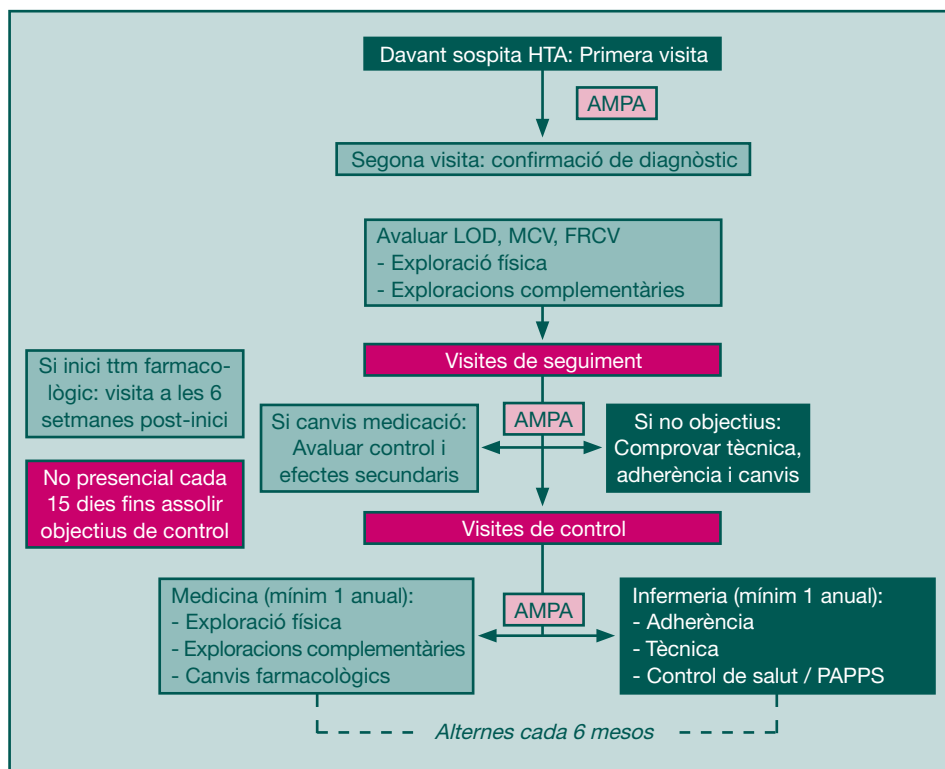 Davant sospita HTA: Primera visita
AMPA
Segona visita: confirmació de diagnòstic
Avaluar LOD, MCV, FRCV
- Exploració física
- Exploracions complementàries
Visites de seguiment
Si inici ttm farmaco-
lògic: visita a les 6
setmanes post-inici
AMPA
Si canvis medicació:
Avaluar control i
efectes secundaris
Si no objectius:
Comprovar tècnica,
adherència i canvis
No presencial cada
15 dies fins assolir
objectius de control
Visites de control
AMPA
Medicina (mínim 1 anual):
- Exploració física
- Exploracions complementàries
- Canvis farmacològics
Infermeria (mínim 1 anual):
- Adherència
- Tècnica
- Control de salut / PAPPS
Alternes cada 6 mesos